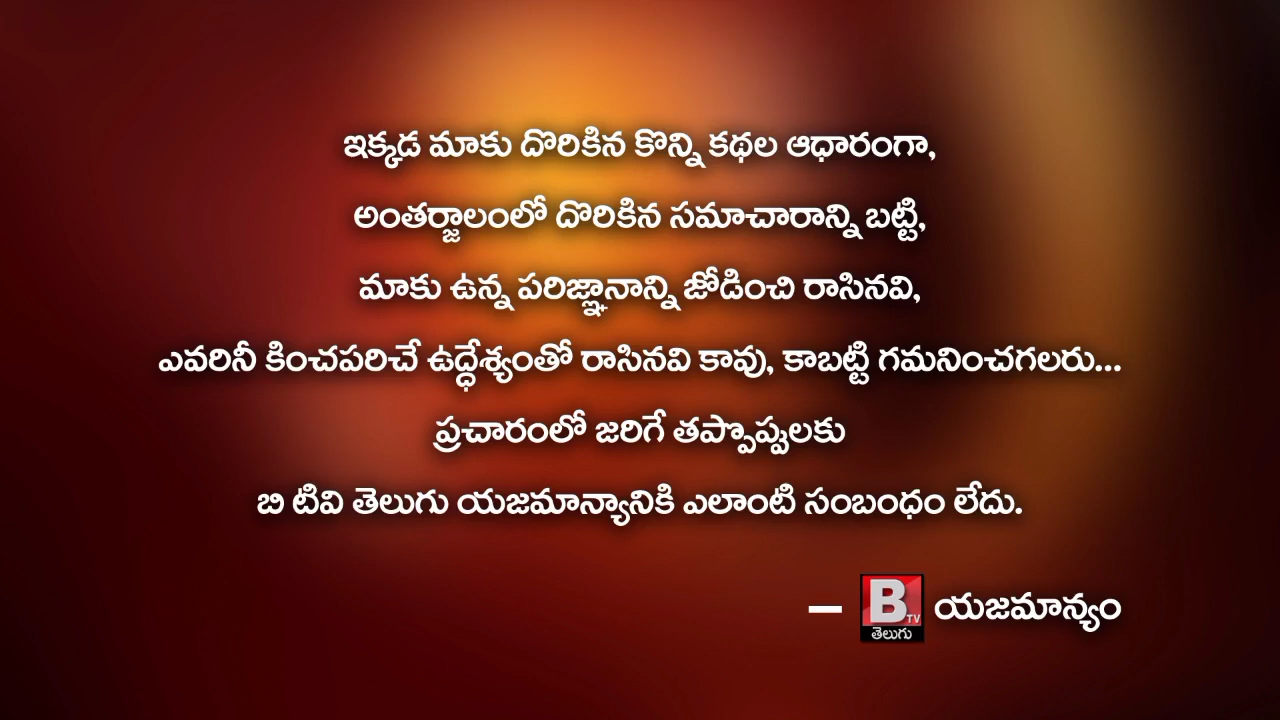 ఇక్కడ మాకు దొరికిన కొన్ని కథల ఆధారంగా,
అంతర్జాలంలో దొరికిన సమాచారాన్ని బట్టి,
మాకు ఉన్న పరిజ్ఞానాన్ని జోడించి రాసినవి,
ఎవరినీ కించపరిచే ఉద్ధేశ్యంతో రాసినవి కావు, కాబట్టి గమనించగలరు...
ప్రచారంలో జరిగే తప్పొప్పులకు
బి టివి తెలుగు యజమాన్యానికి ఎలాంటి సంబంధం లేదు.
– B TV తెలుగు యజమాన్యం